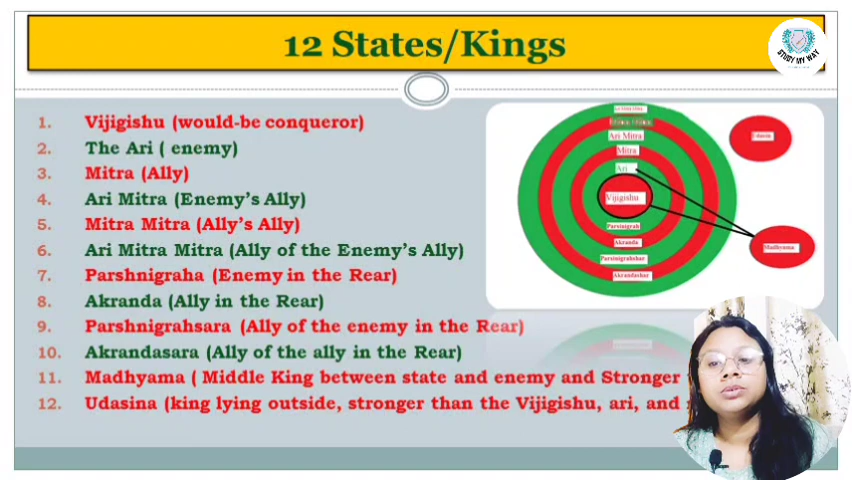 12 States/Kings
STUDY MY WAY
1. Vijigishu (would-be conqueror)
2. The Ari ( enemy)
3. Mitra (Ally)
4. Ari Mitra (Enemy's Ally)
5. Mitra Mitra (Ally's Ally)
6. Ari Mitra Mitra (Ally of the Enemy's Ally)
7. Parshnigraha (Enemy in the Rear)
8. Akranda (Ally in the Rear)
9. Parshnigrahsara (Ally of the enemy in the Rear)
10. Akrandasara (Ally of the ally in the Rear)
11. Madhyama ( Middle King between state and enemy and Stronger
12. Udasina (king lying outside, stronger than the Vijigishu, ari, and
Mitra Mitra
Ari Mitra
Mitra
Ari
Vijigishu
Parsinigrah
Akranda
Parsinigrahshar
Akrandashar
Madhyama